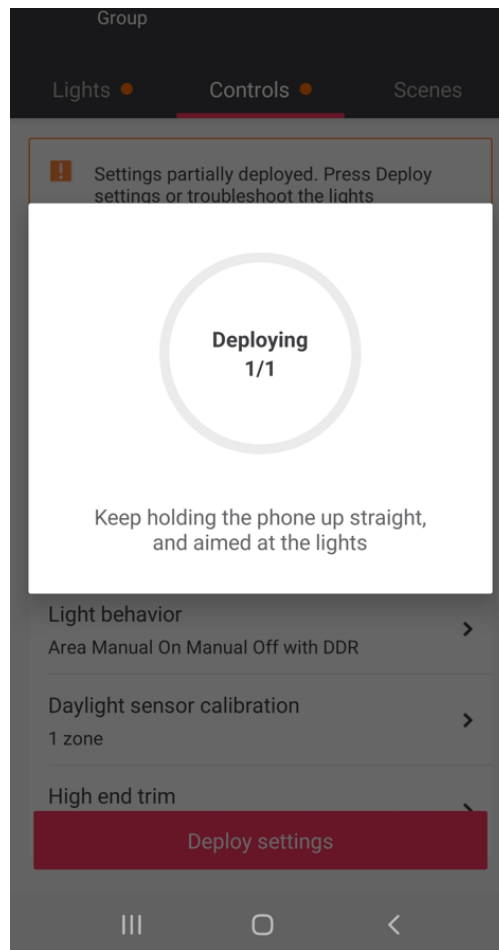 Group
Lights
Controls
Scenes
Settings partially deployed. Press Deploy
settings or troubleshoot the lights
Deploying
1/1
Keep holding the phone up straight,
and aimed at the lights
Light behavior
Area Manual On Manual Off with DDR
Daylight sensor calibration
1 zone
High end trim
Deploy settings